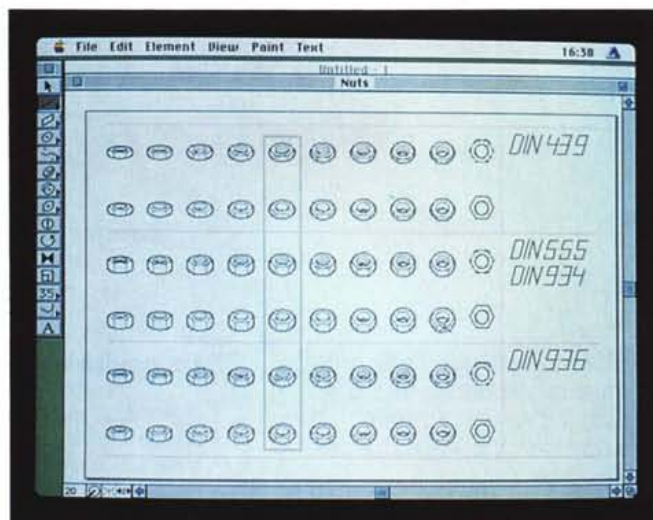 File Edit Element View Paint Text 16:38
Untitled - 1
Nuts
DIN 439
DIN 555
DIN 934
DIN 936
35
A
20